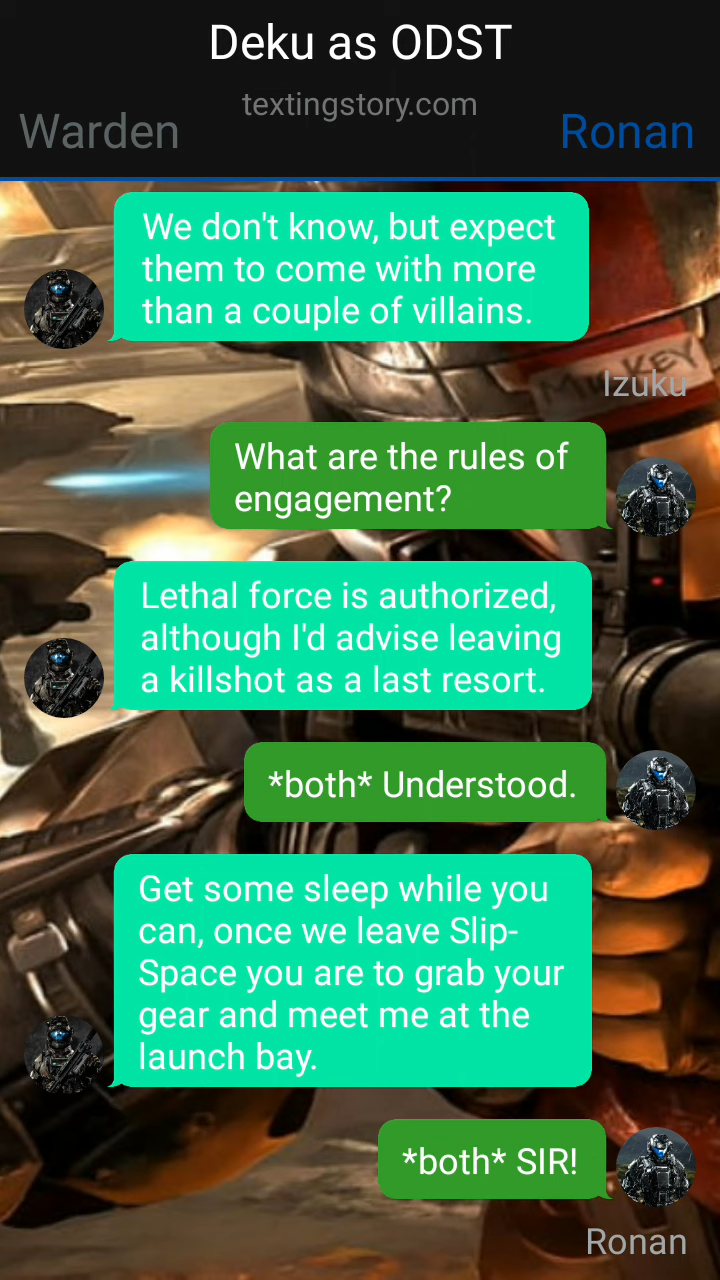 Deku as ODST
textingstory.com
Warden
Ronan
We don't know, but expect
them to come with more
than a couple of villains.
MICKEY
Izuku
What are the rules of
engagement?
Lethal force is authorized,
although I'd advise leaving
a killshot as a last resort.
*both* Understood.
Get some sleep while you
can, once we leave Slip-
Space you are to grab your
gear and meet me at the
launch bay.
*both* SIR!
Ronan